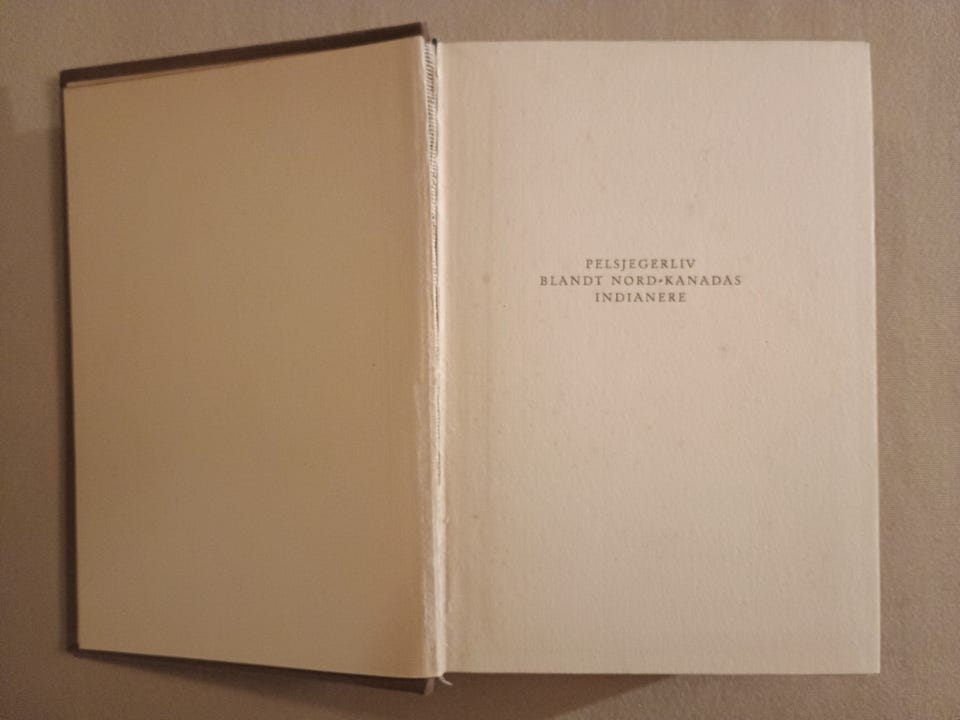 PELSJEGERLIV
BLANDT NORD-KANADAS
INDIANERE